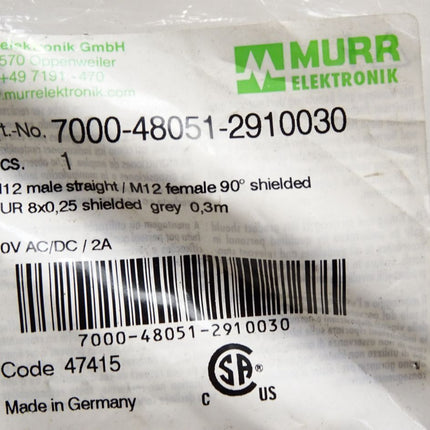 elektronik GmbH
570 Oppenweiler
+49 7191 -470
.murrelektronik.com
MURR
ELEKTRONIK
t.-No. 7000-48051-2910030
cs. 1
12 male straight / M12 female 90° shielded
UR 8x0,25 shielded grey 0,3m
0V AC/DC / 2A
7000-48051-2910030
Code 47415
Made in Germany
CSA
C US